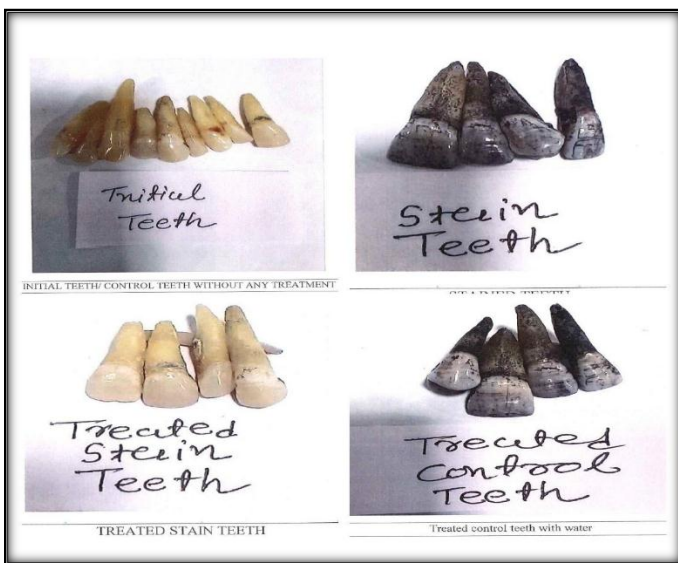 Initial
Teeth
INITIAL TEETH/ CONTROL TEETH WITHOUT ANY TREATMENT
Stain
Teeth
Treated
Stain
Teeth
TREATED STAIN TEETH
Treated
Control
Teeth
Treated control teeth with water